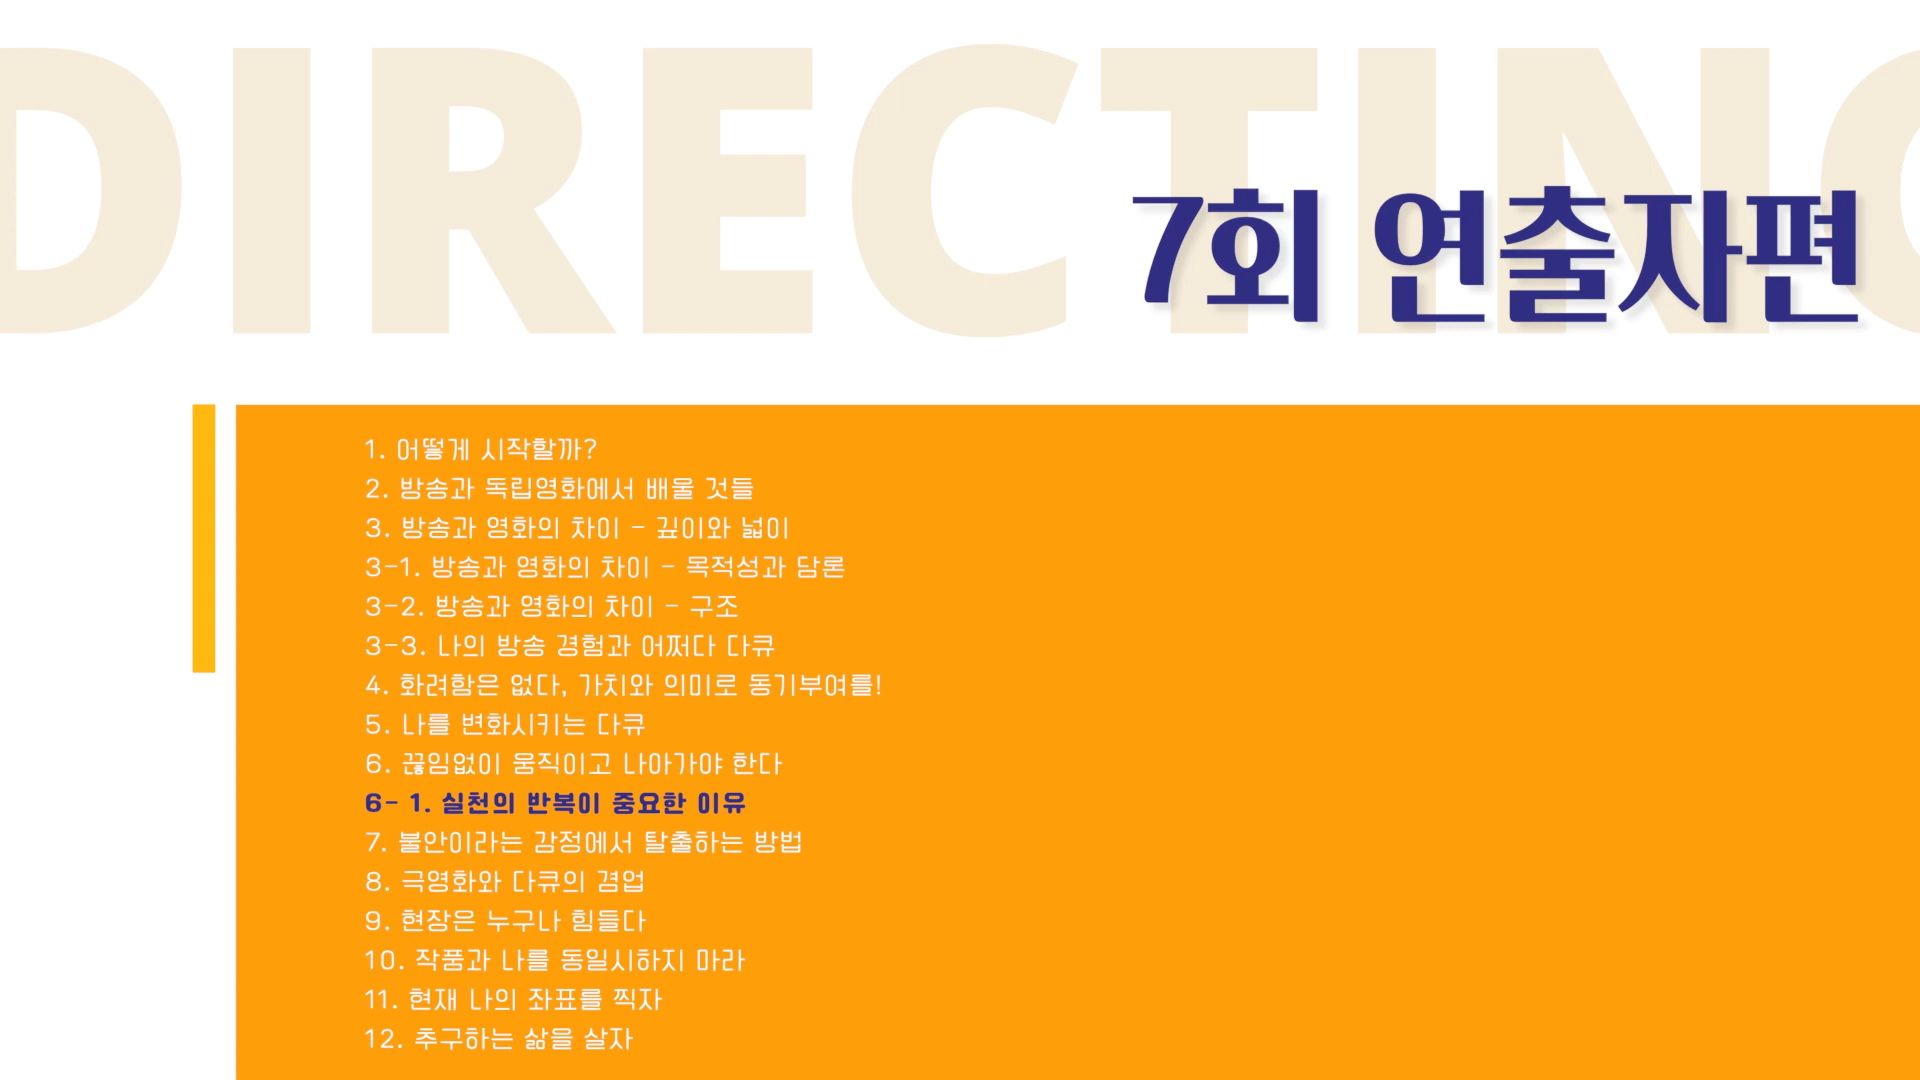 DIRECTING
7회 연출자편
1. 어떻게 시작할까?
2. 방송과 독립영화에서 배울 것들
3. 방송과 영화의 차이 - 깊이와 넓이
3-1. 방송과 영화의 차이 - 목적성과 담론
3-2. 방송과 영화의 차이 - 구조
3-3. 나의 방송 경험과 어쩌다 다큐
4. 화려함은 없다, 가치와 의미로 동기부여를!
5. 나를 변화시키는 다큐
6. 끊임없이 움직이고 나아가야 한다
6- 1. 실천의 반복이 중요한 이유
7. 불안이라는 감정에서 탈출하는 방법
8. 극영화와 다큐의 겸업
9. 현장은 누구나 힘들다
10. 작품과 나를 동일시하지 마라
11. 현재 나의 좌표를 찍자
12. 추구하는 삶을 살자